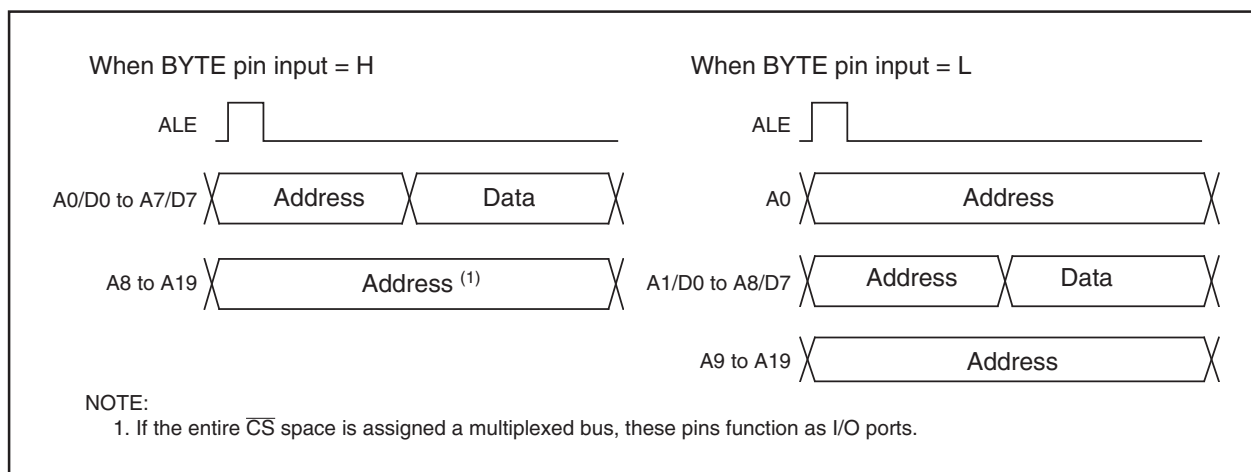 When BYTE pin input = H
ALE
A0/D0 to A7/D7 Address Data
A8 to A19 Address (1)
When BYTE pin input = L
ALE
A0 Address
A1/D0 to A8/D7 Address Data
A9 to A19 Address
NOTE:
1. If the entire CS space is assigned a multiplexed bus, these pins function as I/O ports.